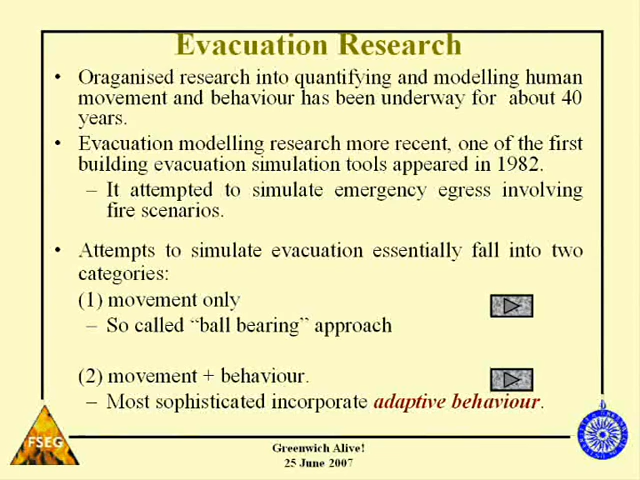 Evacuation Research
• Oraganised research into quantifying and modelling human
movement and behaviour has been underway for about 40
years.
• Evacuation modelling research more recent, one of the first
building evacuation simulation tools appeared in 1982.
– It attempted to simulate emergency egress involving
fire scenarios.
• Attempts to simulate evacuation essentially fall into two
categories:
(1) movement only
– So called “ball bearing” approach
(2) movement + behaviour.
– Most sophisticated incorporate adaptive behaviour.
FSEG
Greenwich Alive!
25 June 2007